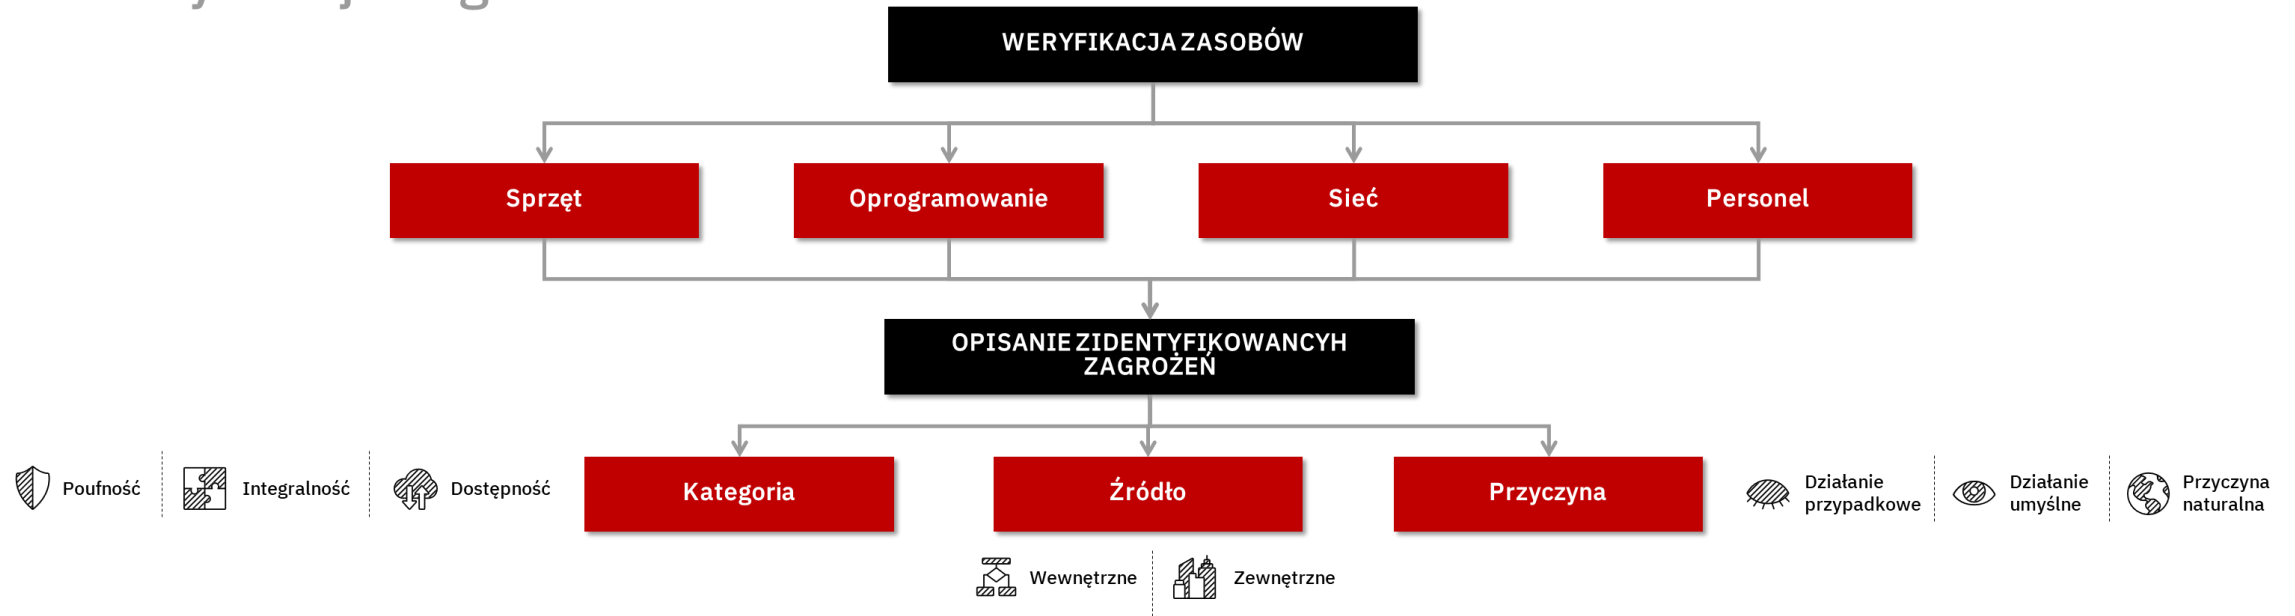 WERYFIKACJA ZASOBÓW
Sprzęt
Oprogramowanie
Sieć
Personel
OPISANIE ZIDENTYFIKOWANCYH
ZAGROŻEŃ
Poufność
Integralność
Dostępność
Kategoria
Źródło
Przyczyna
Działanie
przypadkowe
Działanie
umyślne
Przyczyna
naturalna
Wewnętrzne
Zewnętrzne